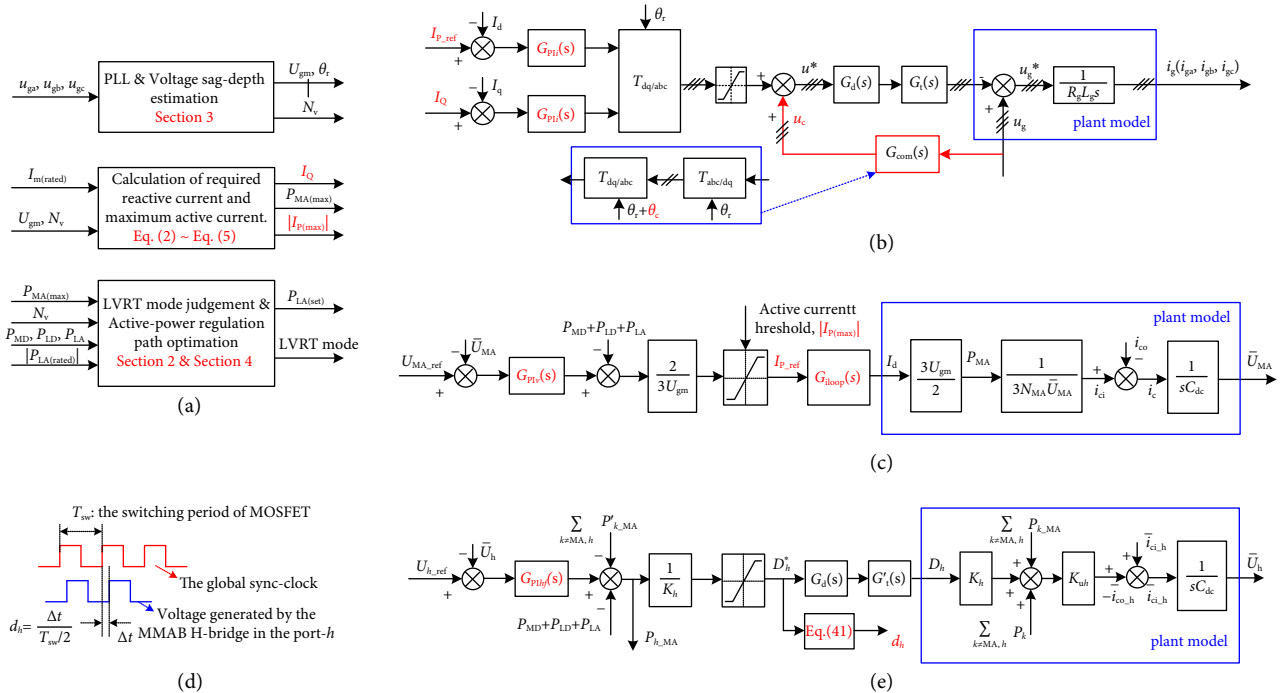 u_ga, u_gb, u_gc
PLL & Voltage sag-depth
estimation
Section 3
U_gm, θ_r
N_v
I_m(rated)
U_gm, N_v
Calculation of required
reactive current and
maximum active current.
Eq. (2) ~ Eq. (5)
I_Q
P_MA(max)
|I_P(max)|
P_MA(max)
N_v
P_MD, P_LD, P_LA
|P_LA(rated)|
LVRT mode judgement &
Active-power regulation
path optimation
Section 2 & Section 4
P_LA(set)
LVRT mode
(a)
I_P_ref
−
I_d
+
G_PIi(s)
I_Q
−
I_q
+
G_PIi(s)
θ_r
T_dq/abc
+
u*
+
u_c
G_d(s)
G_t(s)
-
u_g*
+
u_g
1
R_g L_g s
plant model
i_g(i_ga, i_gb, i_gc)
G_com(s)
T_dq/abc
T_abc/dq
θ_r+θ_c
θ_r
(b)
U_MA_ref
−
Ū_MA
+
G_PIv(s)
P_MD+P_LD+P_LA
−
+
2
3U_gm
Active currentt
hreshold, |I_P(max)|
I_P_ref
G_iloop(s)
I_d
plant model
3U_gm
2
P_MA
1
3N_MA Ū_MA
+
i_ci
i_co
−
i_c
1
sC_dc
Ū_MA
(c)
T_sw: the switching period of MOSFET
The global sync-clock
Voltage generated by the
MMAB H-bridge in the port-h
d_h= Δt
T_sw/2
Δt
(d)
U_h_ref
−
Ū_h
+
G_PIhf(s)
∑ P'_k_MA
k≠MA, h
−
+
−
P_MD+P_LD+P_LA
P_h_MA
1
K_h
D*_h
G_d(s)
G'_t(s)
Eq.(41)
d_h
D_h
K_h
∑ P_k_MA
k≠MA, h
+
+
+
∑ P_k
k≠MA, h
K_uh
+
−ī_co_h
ī_ci_h
+
−
ī_ci_h
1
sC_dc
Ū_h
plant model
(e)